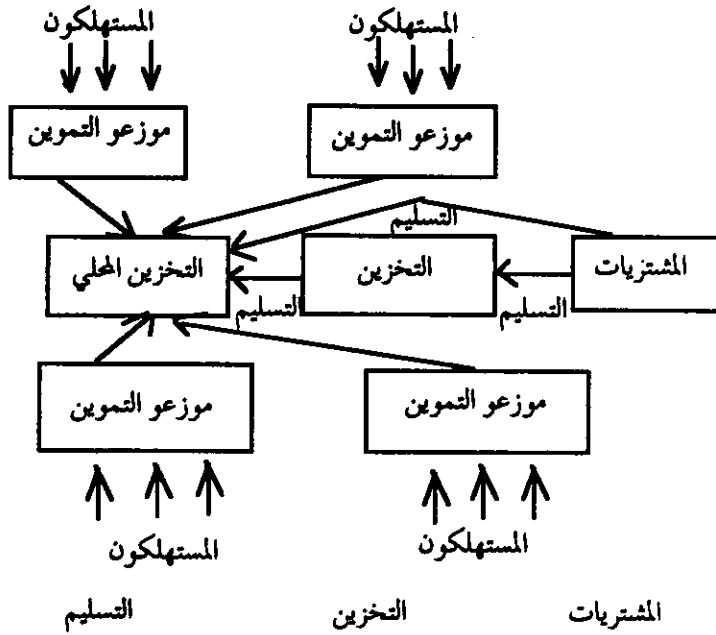 المستهلكون
المستهلكون
موزعو التموين
موزعو التموين
التسليم
المشتريات
التخزين
التخزين المحلي
التسليم
التسليم
موزعو التموين
موزعو التموين
المستهلكون
المستهلكون
المشتريات
التخزين
التسليم